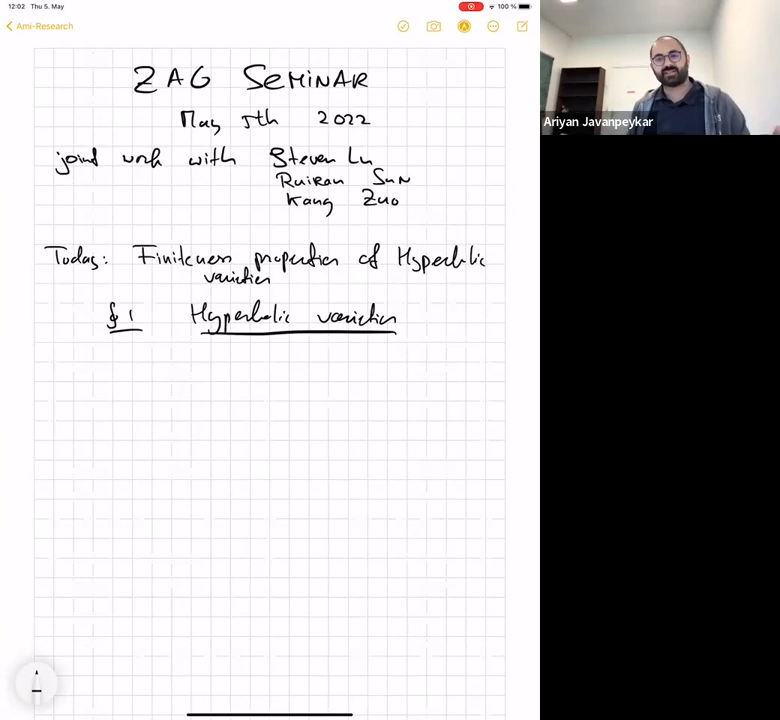 12:02 Thu 5. May
100 %
Ami-Research
ZAG SEMINAR
May 5th 2022
joint work with Steven Lu
Ruiran Sun
Kang Zuo
Today: Finiteness properties of Hyperbolic
varieties
§ 1 Hyperbolic varieties
Ariyan Javanpeykar